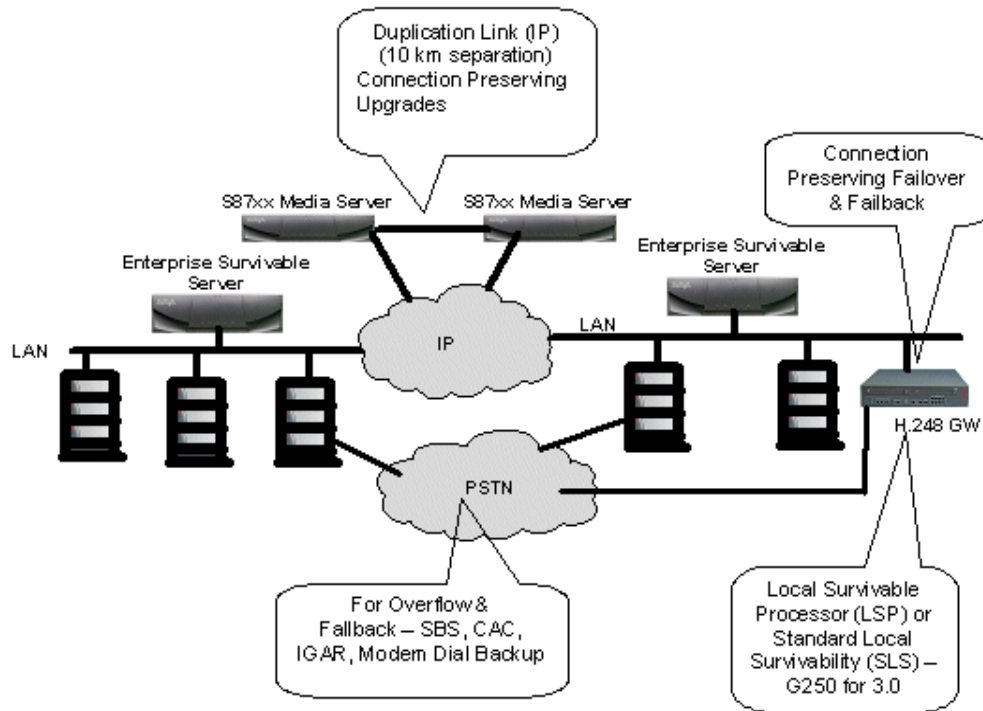 Duplication Link (IP)
(10 km separation)
Connection Preserving
Upgrades
Connection
Preserving Failover
& Failback
S87xx Media Server
S87xx Media Server
Enterprise Survivable
Server
Enterprise Survivable
Server
LAN
IP
LAN
H.248 GW
PSTN
For Overflow &
Fallback – SBS, CAC,
IGAR, Modem Dial Backup
Local Survivable
Processor (LSP) or
Standard Local
Survivability (SLS) –
G250 for 3.0